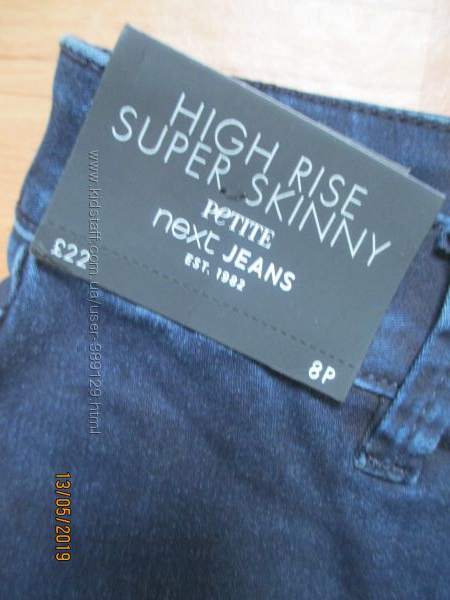 HIGH RISE
SUPER SKINNY
PETITE
next JEANS
EST. 1982
£22
8P
www.kidstaff.com.ua/user-989129.html
13/05/2019